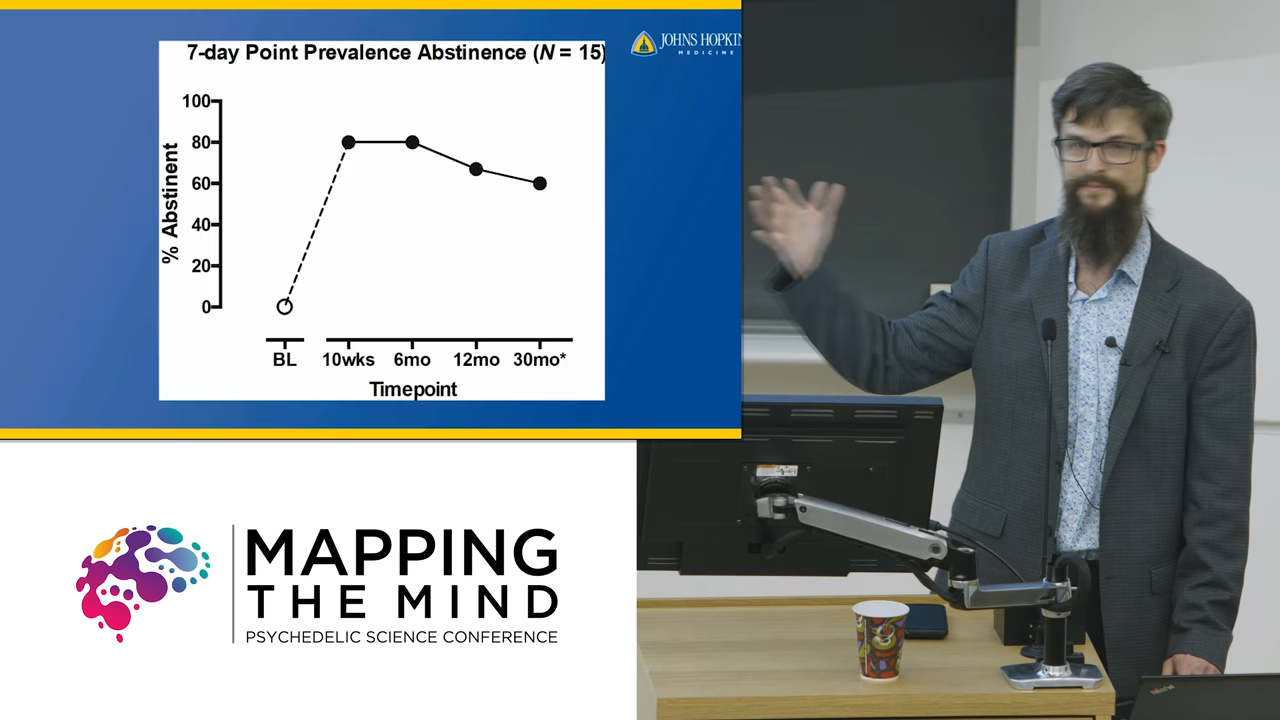 7-day Point Prevalence Abstinence (N = 15)
JOHNS HOPKIN
MEDICINE
% Abstinent
100
80
60
40
20
0
BL 10wks 6mo 12mo 30mo*
Timepoint
MAPPING
THE MIND
PSYCHEDELIC SCIENCE CONFERENCE
ThinkPad